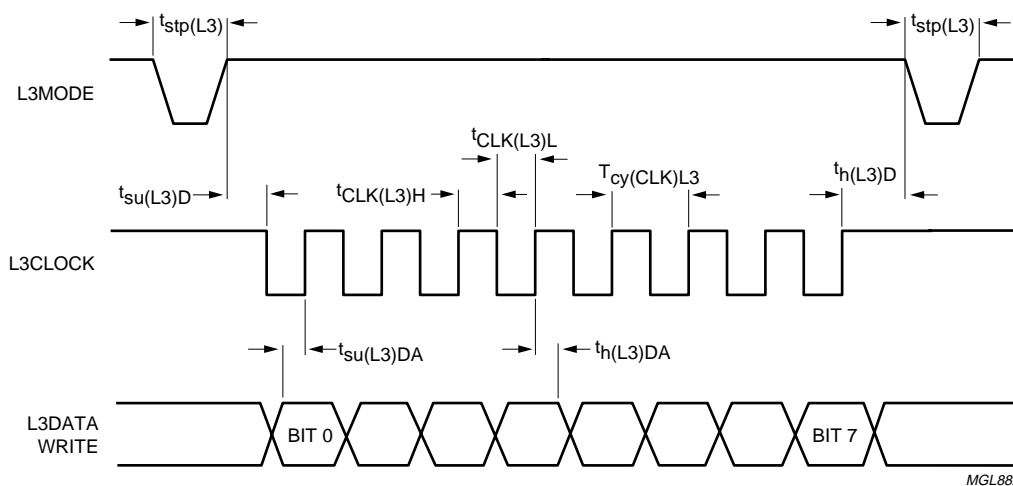 tstp(L3)
tstp(L3)
L3MODE
tCLK(L3)L
tsu(L3)D
tCLK(L3)H
Tcy(CLK)L3
th(L3)D
L3CLOCK
tsu(L3)DA
th(L3)DA
L3DATA
WRITE
BIT 0
BIT 7